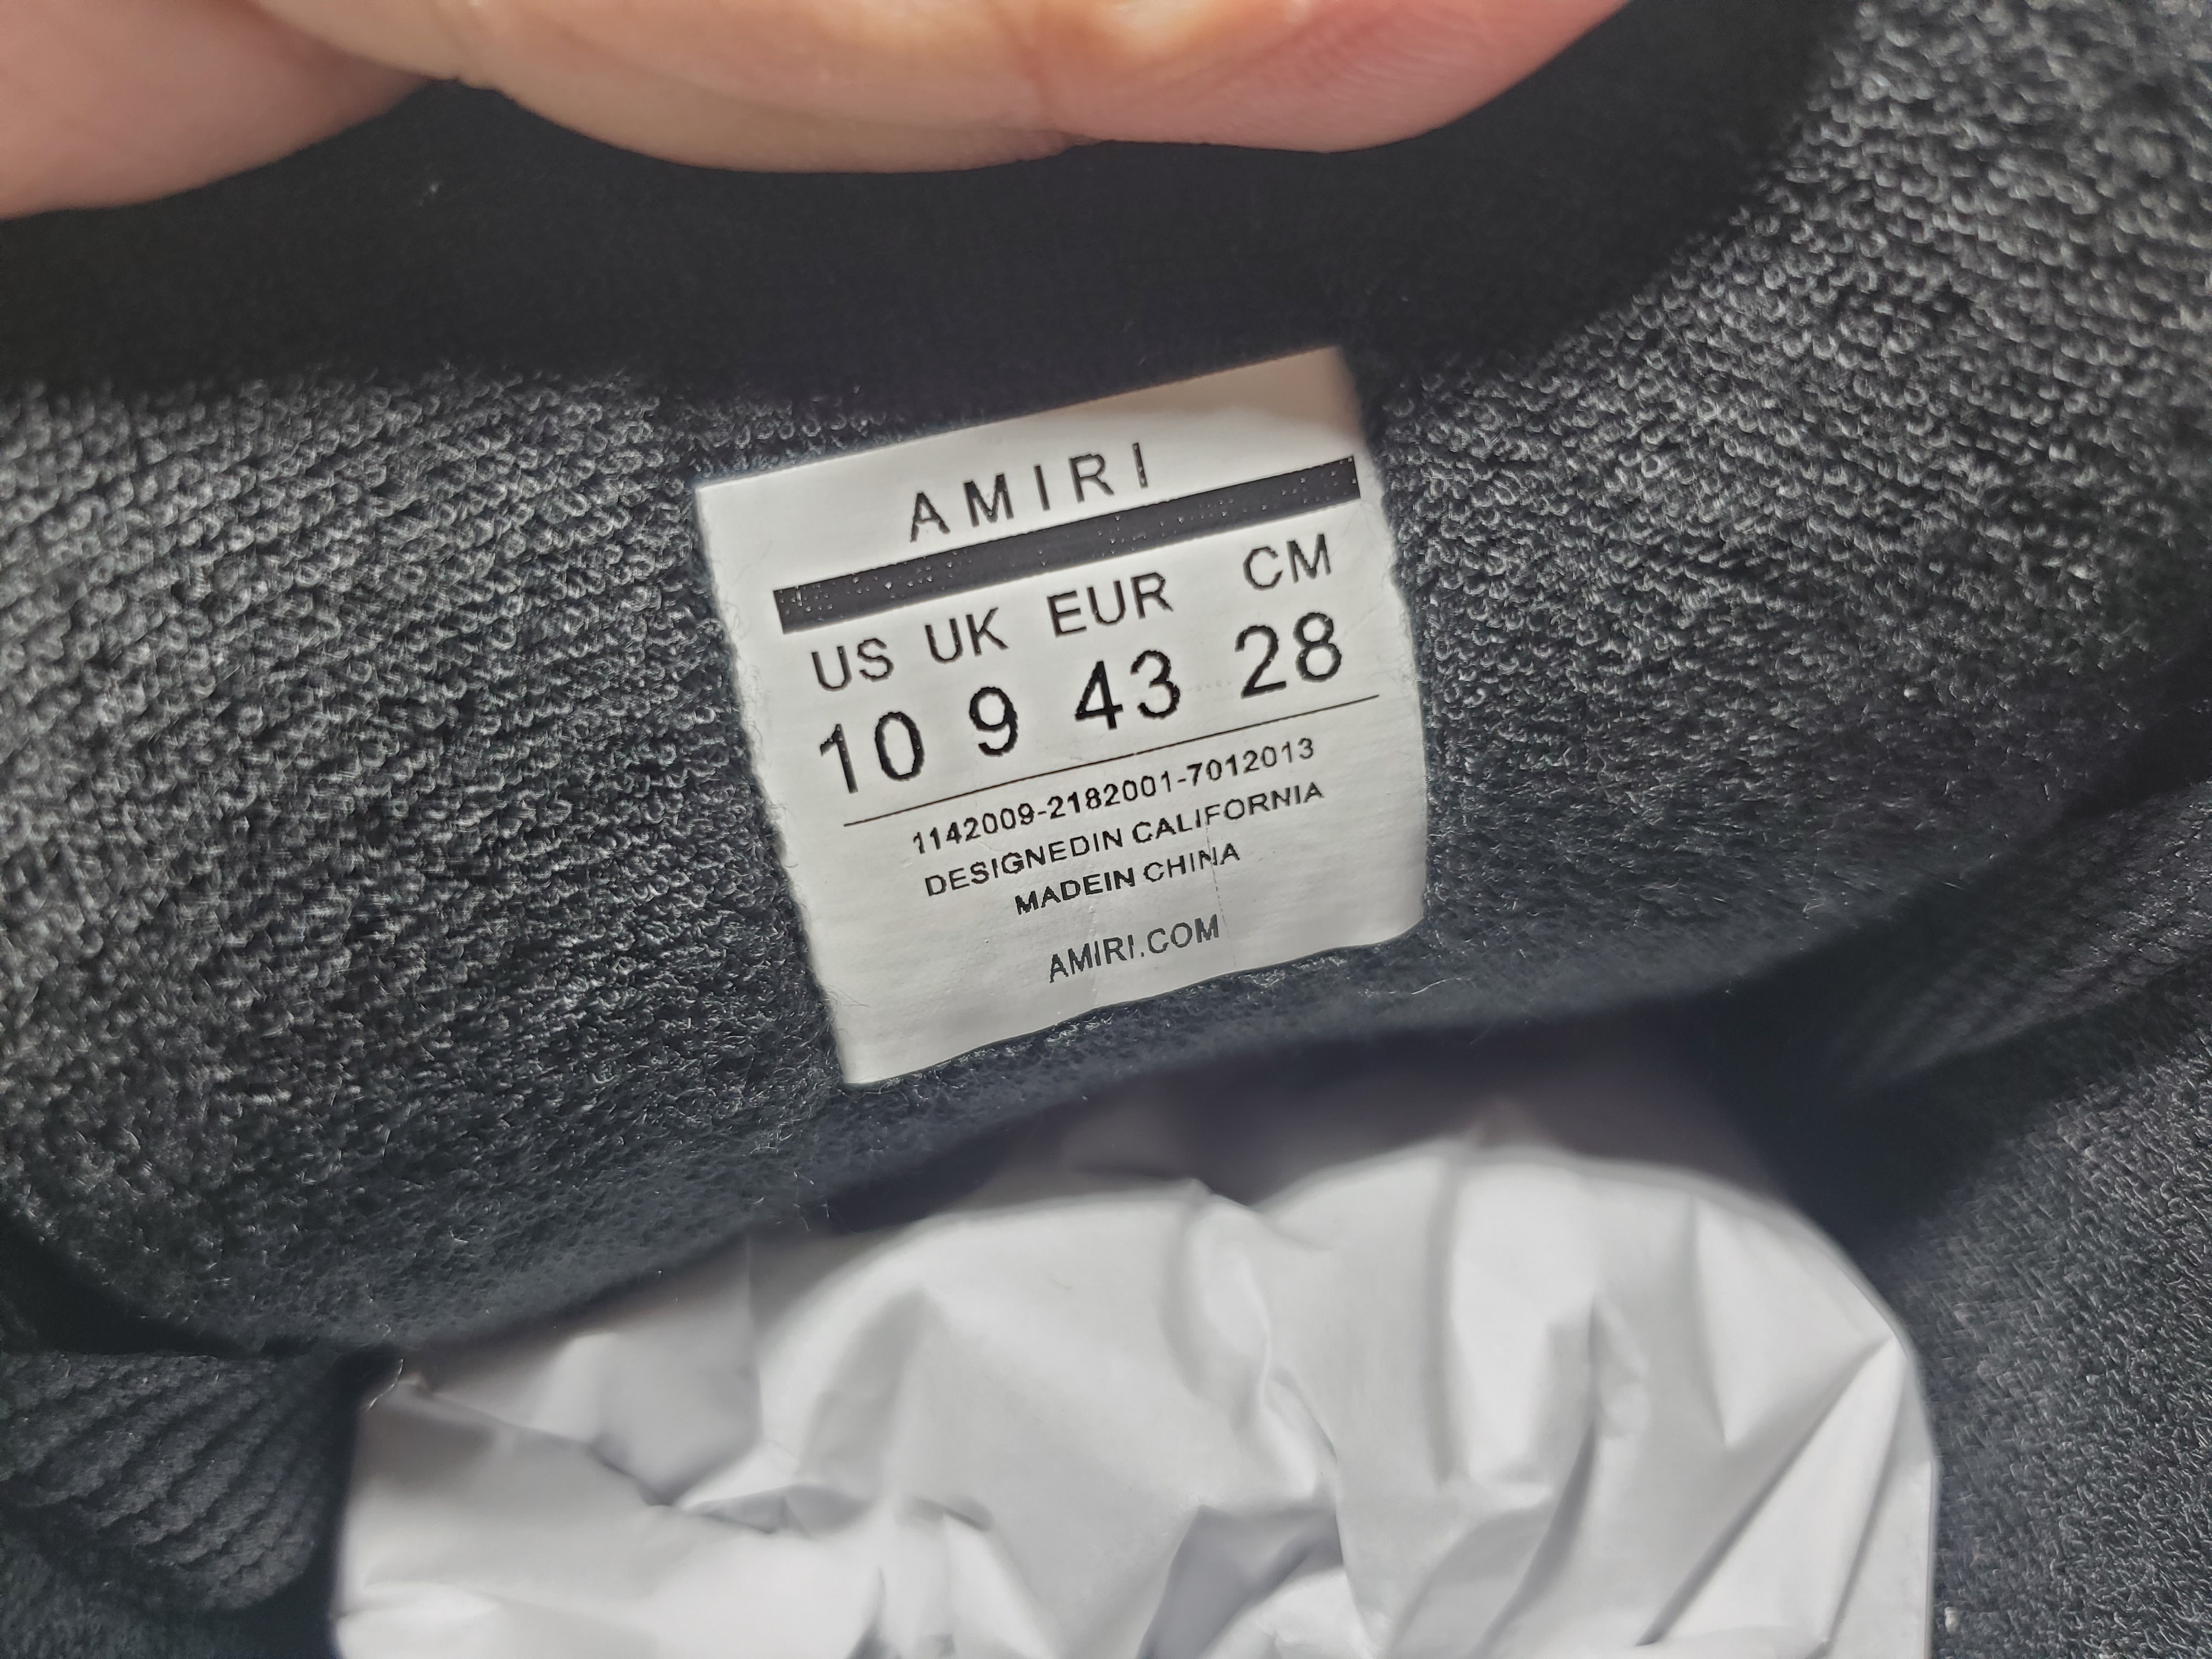 AMIRI
US UK EUR CM
10 9 43 28
1142009-2182001-7012013
DESIGNEDIN CALIFORNIA
MADEIN CHINA
AMIRI.COM